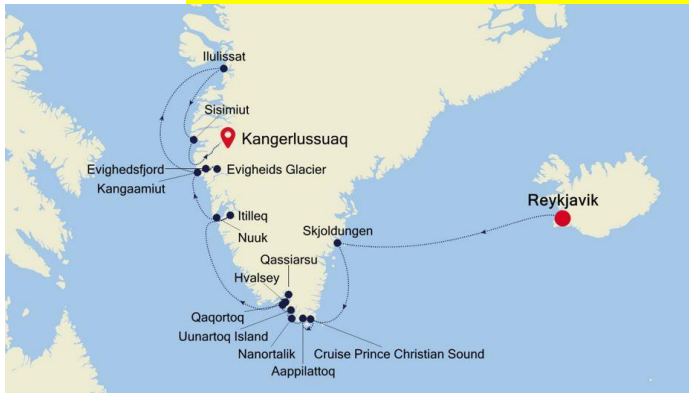 Ilulissat
Sisimiut
Kangerlussuaq
Evighedsfjord
Evigheids Glacier
Kangaamiut
Reykjavik
Itilleq
Skjoldungen
Nuuk
Qassiarsu
Hvalsey
Qaqortoq
Uunartoq Island
Nanortalik
Cruise Prince Christian Sound
Aappilattoq